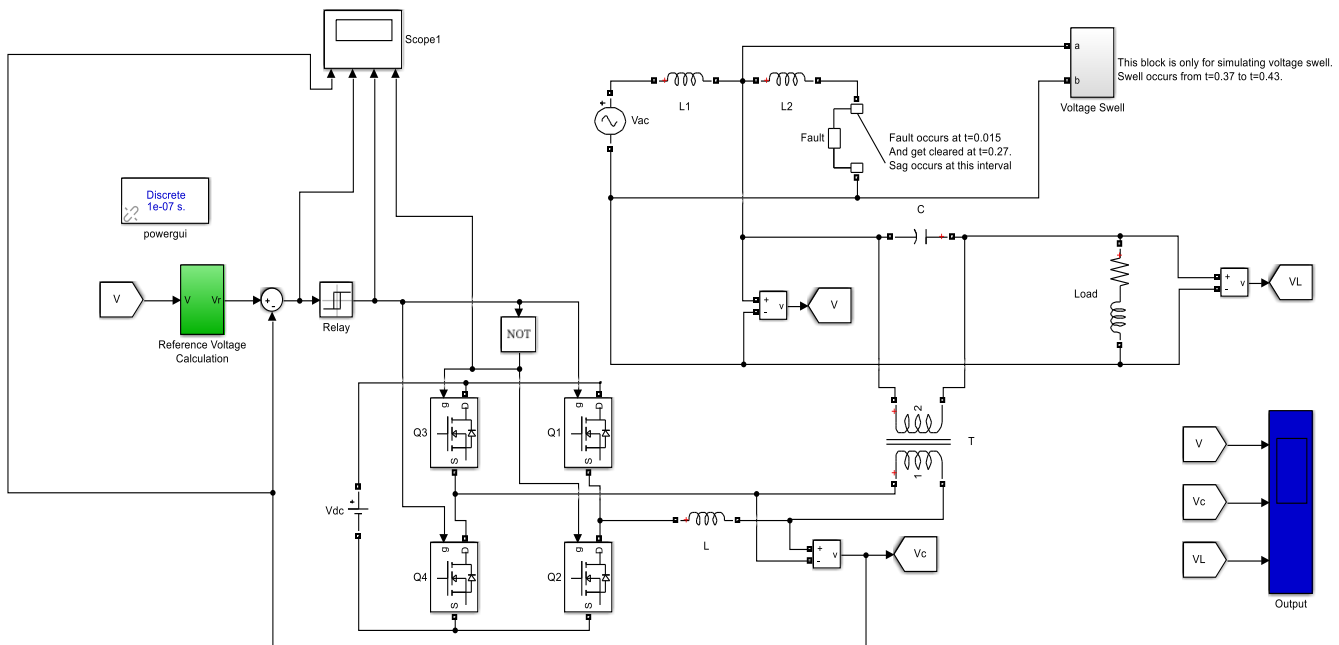 Scope1
a
b
Voltage Swell
This block is only for simulating voltage swell.
Swell occurs from t=0.37 to t=0.43.
L1
L2
Vac
Fault
Fault occurs at t=0.015
And get cleared at t=0.27.
Sag occurs at this interval
Discrete
1e-07 s.
powergui
C
V
V
Vr
Reference Voltage
Calculation
+
-
Relay
NOT
+
-
v
V
Load
+
-
v
VL
g
D
S
Q3
g
D
S
Q1
2
1
T
Vdc
+
L
g
D
S
Q4
g
D
S
Q2
+
-
v
Vc
V
Vc
VL
Output